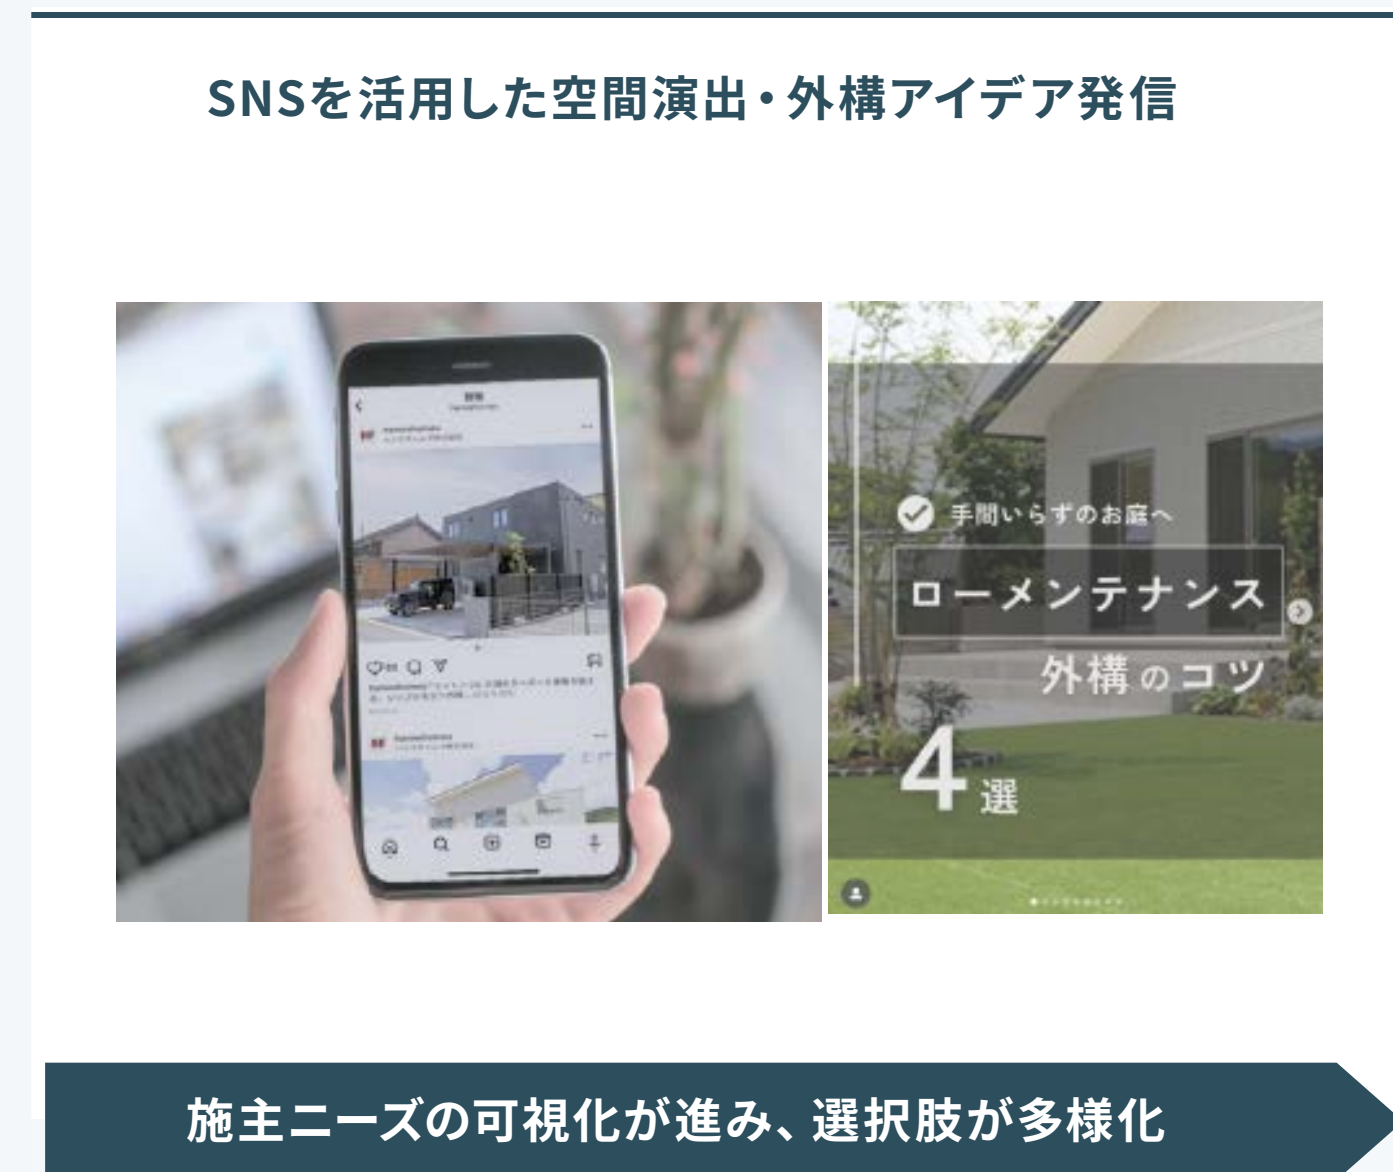 SNSを活用した空間演出・外構アイデア発信
手間いらずのお庭へ
ローメンテナンス
外構のコツ
4選
施主ニーズの可視化が進み、選択肢が多様化